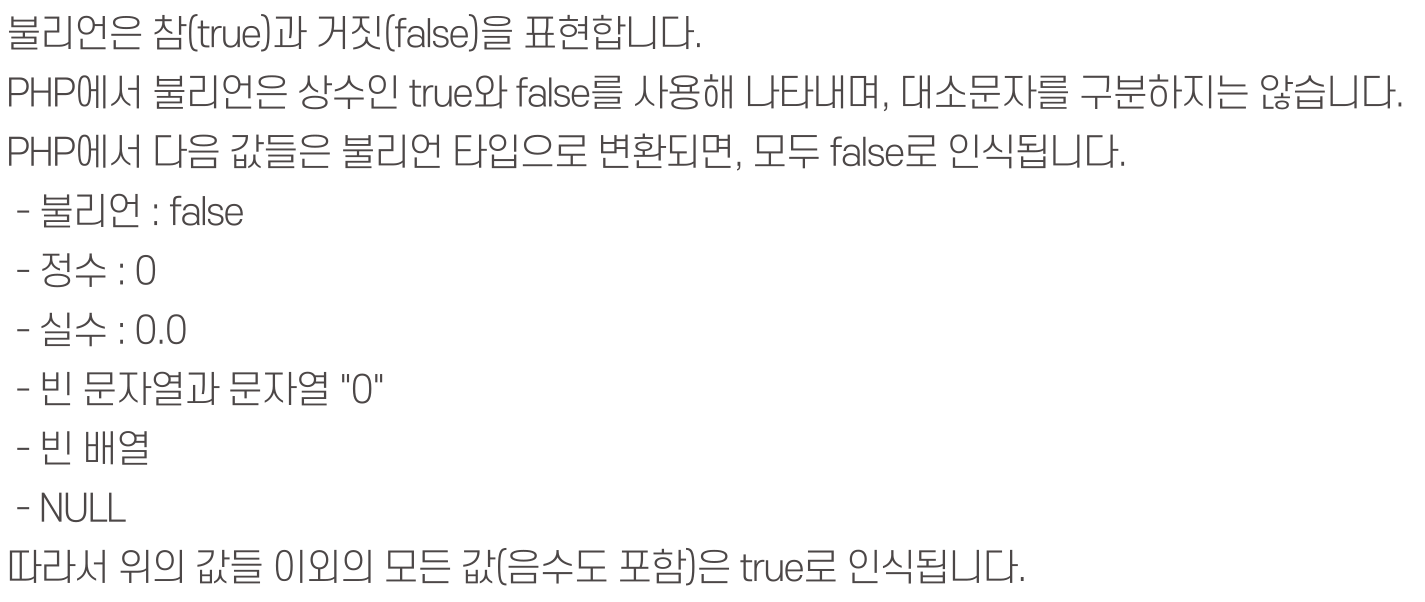 불리언은 참(true)과 거짓(false)을 표현합니다.
PHP에서 불리언은 상수인 true와 false를 사용해 나타내며, 대소문자를 구분하지는 않습니다.
PHP에서 다음 값들은 불리언 타입으로 변환되면, 모두 false로 인식됩니다.
- 불리언 : false
- 정수 : 0
- 실수 : 0.0
- 빈 문자열과 문자열 "0"
- 빈 배열
- NULL
따라서 위의 값들 이외의 모든 값(음수도 포함)은 true로 인식됩니다.